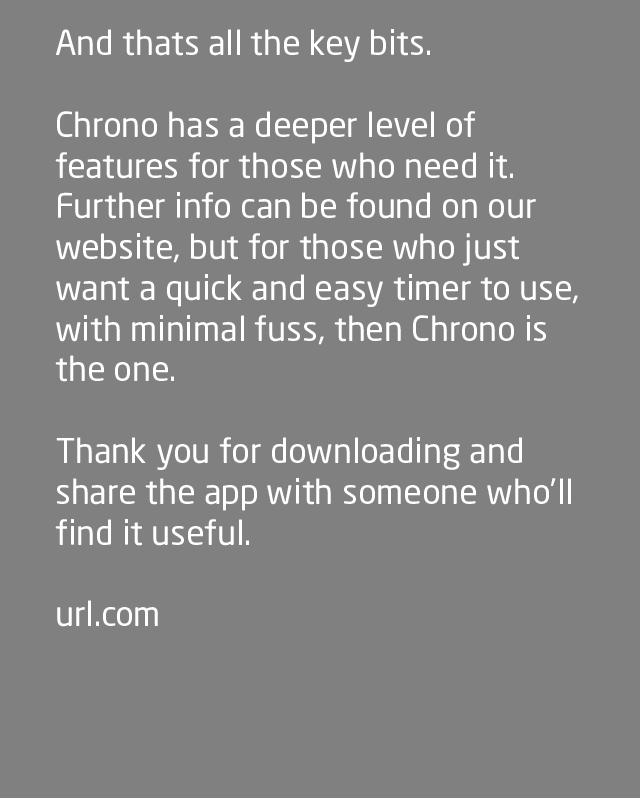 And thats all the key bits.
Chrono has a deeper level of
features for those who need it.
Further info can be found on our
website, but for those who just
want a quick and easy timer to use,
with minimal fuss, then Chrono is
the one.
Thank you for downloading and
share the app with someone who’ll
find it useful.
url.com